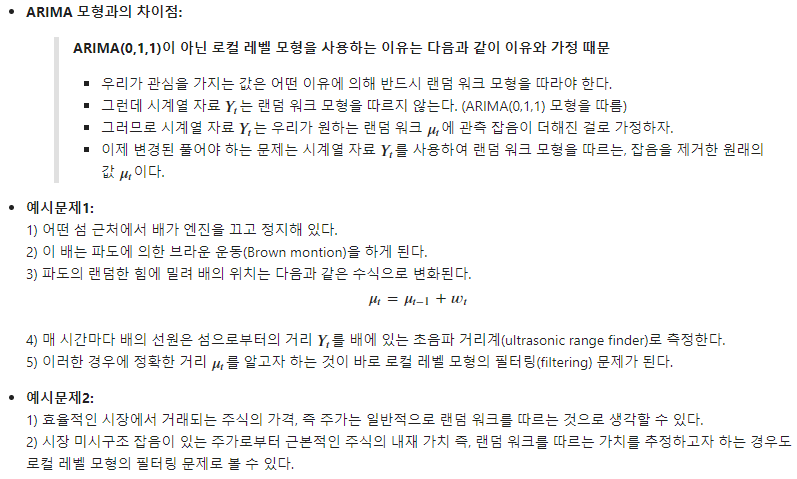 ARIMA 모형과의 차이점:
ARIMA(0,1,1)이 아닌 로컬 레벨 모형을 사용하는 이유는 다음과 같이 이유와 가정 때문
우리가 관심을 가지는 값은 어떤 이유에 의해 반드시 랜덤 워크 모형을 따라야 한다.
그런데 시계열 자료 Yt는 랜덤 워크 모형을 따르지 않는다. (ARIMA(0,1,1) 모형을 따름)
그러므로 시계열 자료 Yt는 우리가 원하는 랜덤 워크 μt에 관측 잡음이 더해진 걸로 가정하자.
이제 변경된 풀어야 하는 문제는 시계열 자료 Yt를 사용하여 랜덤 워크 모형을 따르는, 잡음을 제거한 원래의
값 μt이다.
예시문제1:
1) 어떤 섬 근처에서 배가 엔진을 끄고 정지해 있다.
2) 이 배는 파도에 의한 브라운 운동(Brown montion)을 하게 된다.
3) 파도의 랜덤한 힘에 밀려 배의 위치는 다음과 같은 수식으로 변화된다.
μt = μt−1 + wt
4) 매 시간마다 배의 선원은 섬으로부터의 거리 Yt를 배에 있는 초음파 거리계(ultrasonic range finder)로 측정한다.
5) 이러한 경우에 정확한 거리 μt를 알고자 하는 것이 바로 로컬 레벨 모형의 필터링(filtering) 문제가 된다.
예시문제2:
1) 효율적인 시장에서 거래되는 주식의 가격, 즉 주가는 일반적으로 랜덤 워크를 따르는 것으로 생각할 수 있다.
2) 시장 미시구조 잡음이 있는 주가로부터 근본적인 주식의 내재 가치 즉, 랜덤 워크를 따르는 가치를 추정하고자 하는 경우도
로컬 레벨 모형의 필터링 문제로 볼 수 있다.